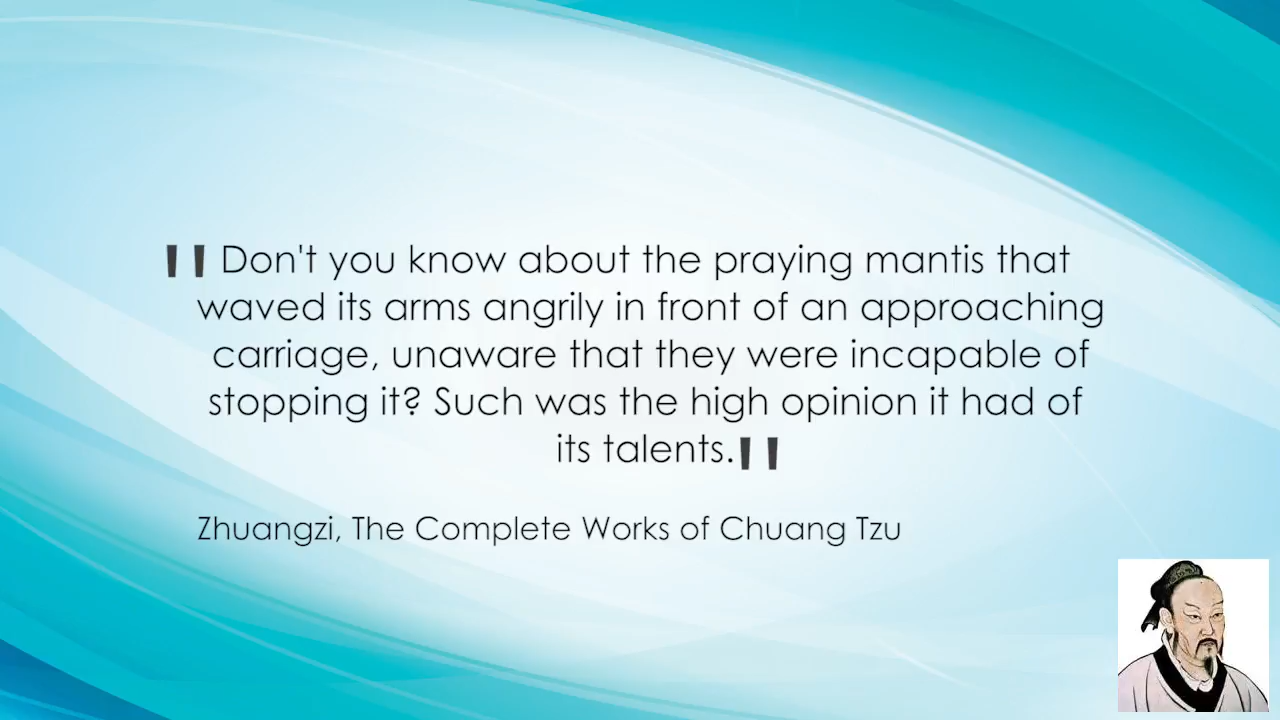 "Don't you know about the praying mantis that
waved its arms angrily in front of an approaching
carriage, unaware that they were incapable of
stopping it? Such was the high opinion it had of
its talents."
Zhuangzi, The Complete Works of Chuang Tzu